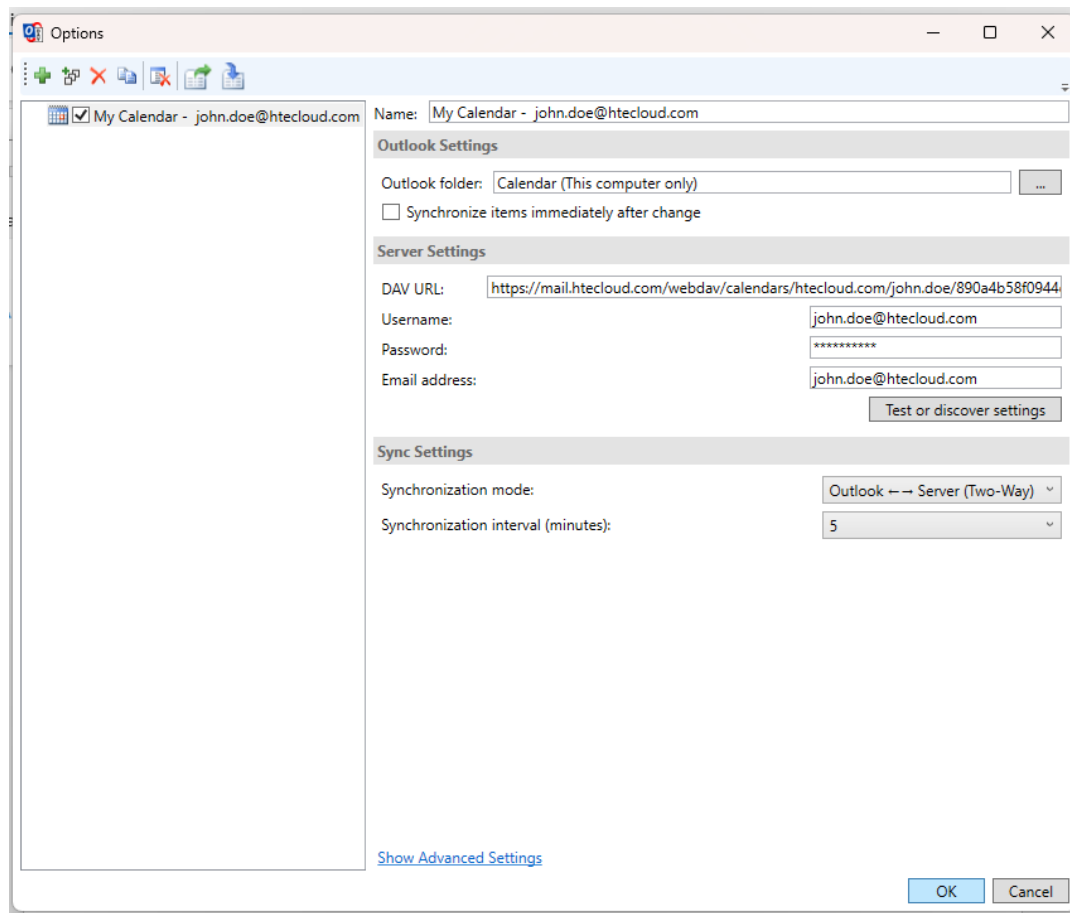 Options
My Calendar - john.doe@htecloud.com
Name: My Calendar - john.doe@htecloud.com
Outlook Settings
Outlook folder: Calendar (This computer only) ...
Synchronize items immediately after change
Server Settings
DAV URL: https://mail.htecloud.com/webdav/calendars/htecloud.com/john.doe/890a4b58f0944
Username: john.doe@htecloud.com
Password: **********
Email address: john.doe@htecloud.com
Test or discover settings
Sync Settings
Synchronization mode: Outlook ←→ Server (Two-Way)
Synchronization interval (minutes): 5
Show Advanced Settings
OK Cancel